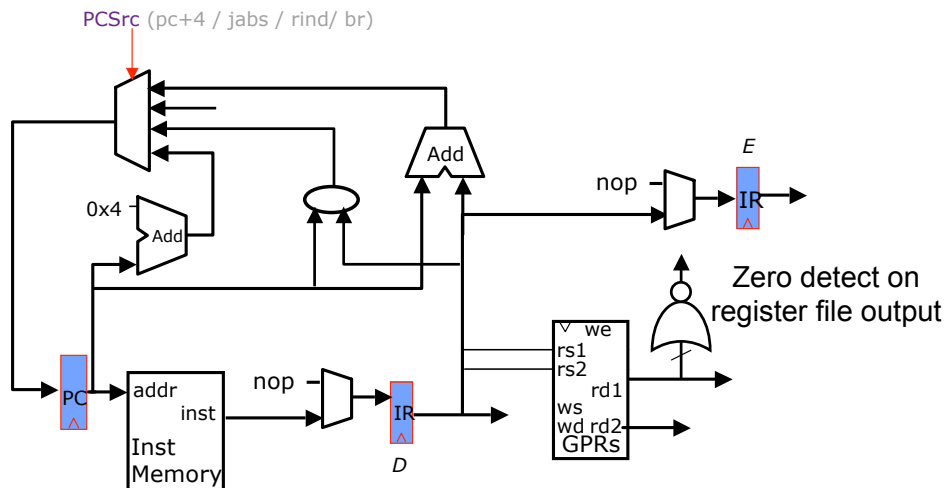 PCSrc (pc+4 / jabs / rind/ br)
E
Add
nop
IR
0x4
Add
Zero detect on
register file output
we
rs1
rs2
PC
addr
nop
rd1
inst
IR
ws
wd rd2
GPRs
Inst
Memory
D